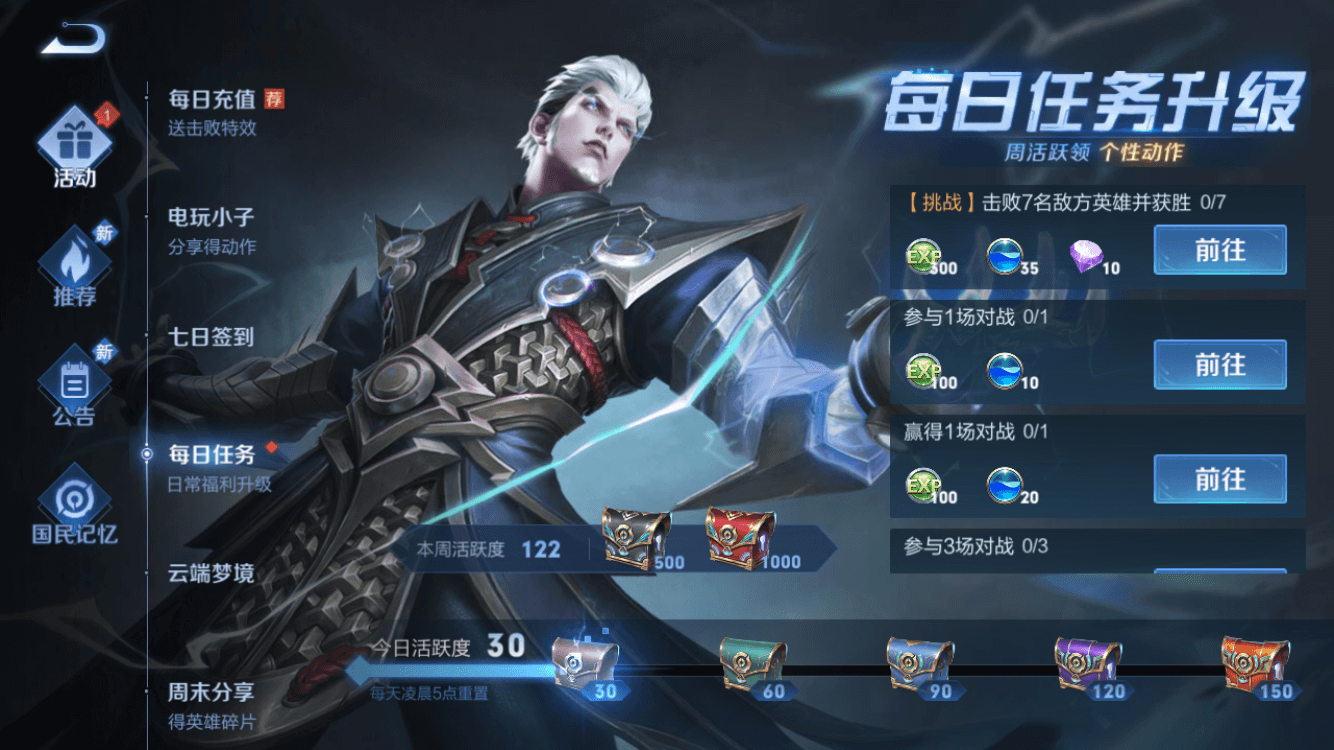 每日充值 荐
送击败特效
1
活动
电玩小子
分享得动作
新
推荐
七日签到
新
公告
每日任务
日常福利升级
国民记忆
云端梦境
周末分享
得英雄碎片
每日任务升级
周活跃领 个性动作
【挑战】击败7名敌方英雄并获胜 0/7
EXP 300 35 10
前往
参与1场对战 0/1
EXP 100 10
前往
赢得1场对战 0/1
EXP 100 20
前往
参与3场对战 0/3
本周活跃度 122 500 1000
今日活跃度 30
每天凌晨5点重置
30 60 90 120 150